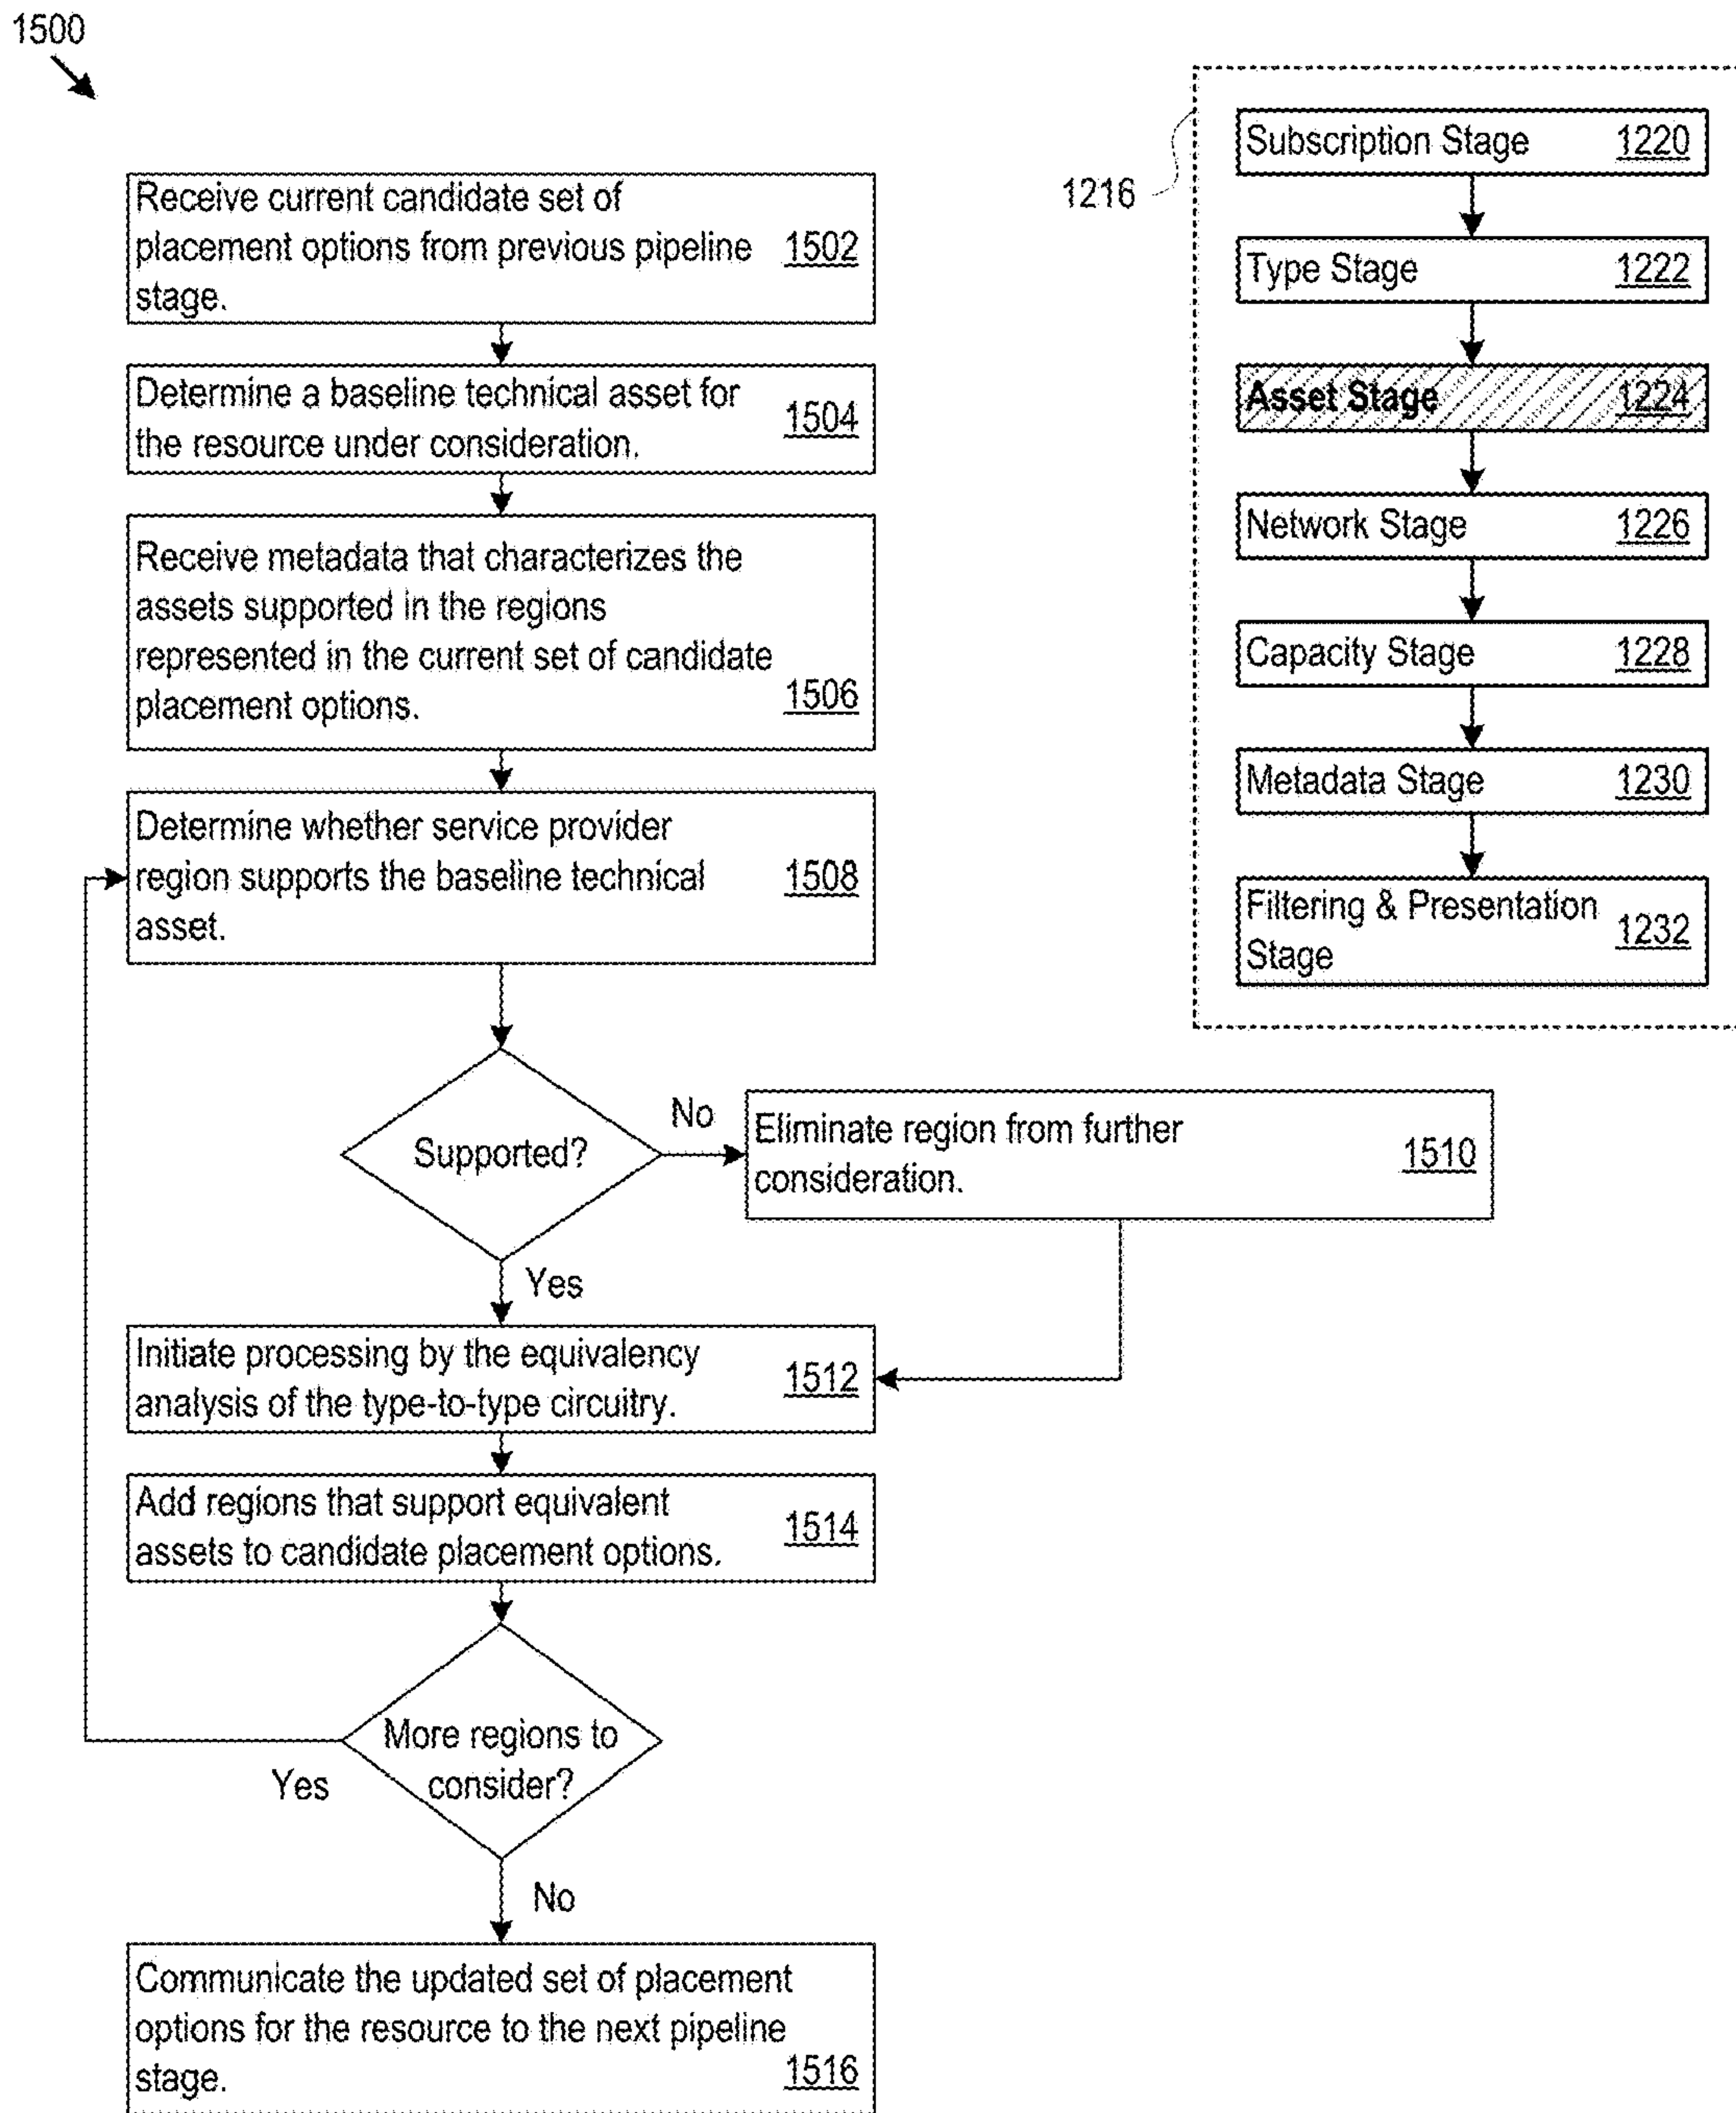 1500
Receive current candidate set of
placement options from previous pipeline 1502
stage.
Determine a baseline technical asset for
the resource under consideration. 1504
Receive metadata that characterizes the
assets supported in the regions
represented in the current set of candidate
placement options. 1506
Determine whether service provider
region supports the baseline technical 1508
asset.
Supported?
No
Eliminate region from further
consideration. 1510
Yes
Initiate processing by the equivalency
analysis of the type-to-type circuitry. 1512
Add regions that support equivalent
assets to candidate placement options. 1514
More regions to
consider?
Yes
No
Communicate the updated set of placement
options for the resource to the next pipeline
stage. 1516
1216
Subscription Stage 1220
Type Stage 1222
Asset Stage 1224
Network Stage 1226
Capacity Stage 1228
Metadata Stage 1230
Filtering & Presentation
Stage 1232